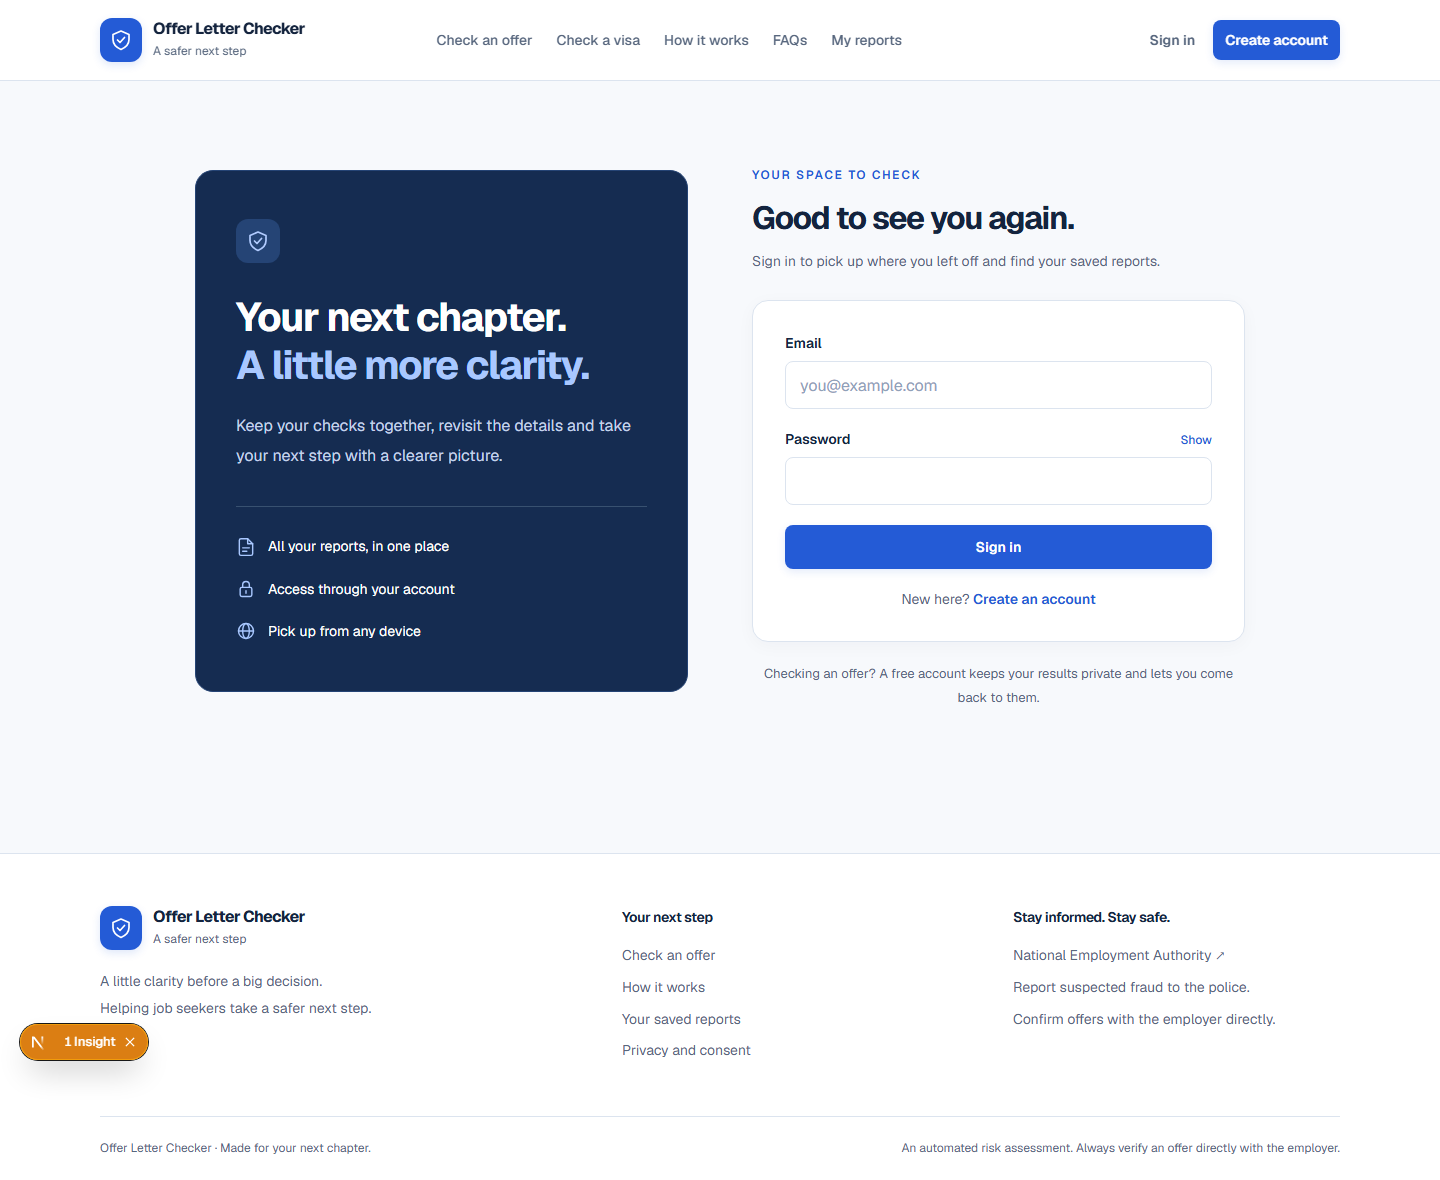 Offer Letter Checker
A safer next step
Check an offer
Check a visa
How it works
FAQs
My reports
Sign in
Create account
Your next chapter.
A little more clarity.
Keep your checks together, revisit the details and take
your next step with a clearer picture.
All your reports, in one place
Access through your account
Pick up from any device
YOUR SPACE TO CHECK
Good to see you again.
Sign in to pick up where you left off and find your saved reports.
Email
you@example.com
Password
Show
Sign in
New here? Create an account
Checking an offer? A free account keeps your results private and lets you come
back to them.
Offer Letter Checker
A safer next step
A little clarity before a big decision.
Helping job seekers take a safer next step.
N
1 Insight
Your next step
Check an offer
How it works
Your saved reports
Privacy and consent
Stay informed. Stay safe.
National Employment Authority ↗
Report suspected fraud to the police.
Confirm offers with the employer directly.
Offer Letter Checker · Made for your next chapter.
An automated risk assessment. Always verify an offer directly with the employer.